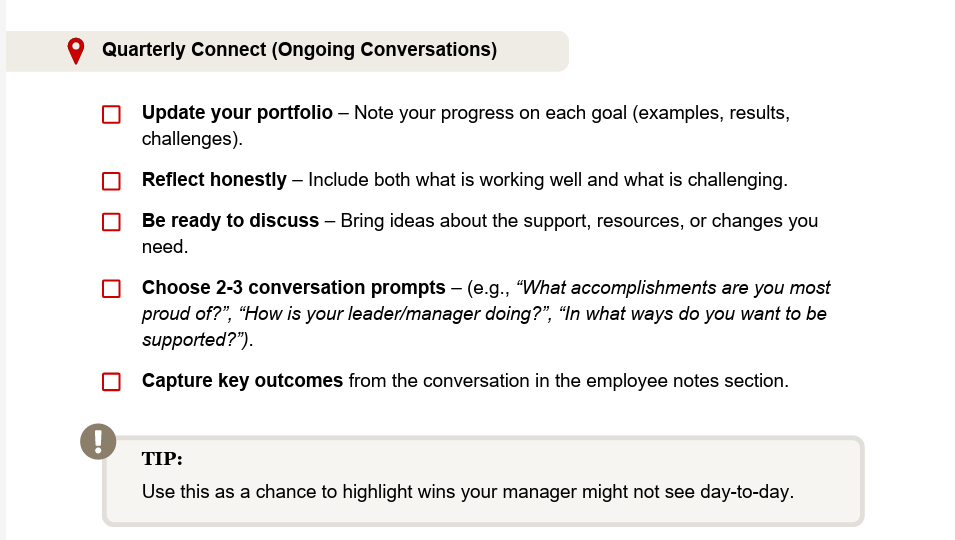 Quarterly Connect (Ongoing Conversations)
Update your portfolio – Note your progress on each goal (examples, results,
challenges).
Reflect honestly – Include both what is working well and what is challenging.
Be ready to discuss – Bring ideas about the support, resources, or changes you
need.
Choose 2-3 conversation prompts – (e.g., “What accomplishments are you most
proud of?”, “How is your leader/manager doing?”, “In what ways do you want to be
supported?”).
Capture key outcomes from the conversation in the employee notes section.
TIP:
Use this as a chance to highlight wins your manager might not see day-to-day.